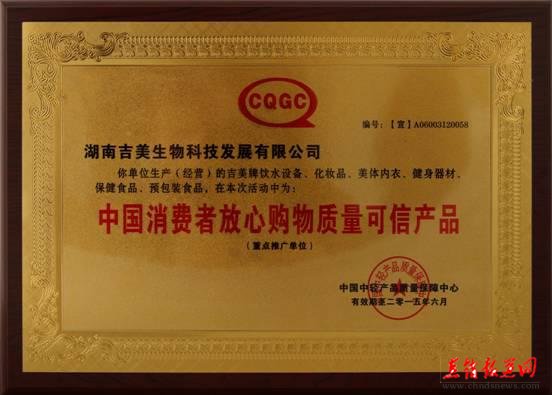 CQGC
编号：【宣】A06003120058
湖南吉美生物科技发展有限公司
你单位生产（经营）的吉美牌饮水设备、化妆品、美体内衣、健身器材、
保健食品、预包装食品，在本次活动中为：
中国消费者放心购物质量可信产品
（重点推广单位）
中国中轻产品质量保障中心
有效期至二零一五年六月
www.chndsnews.com